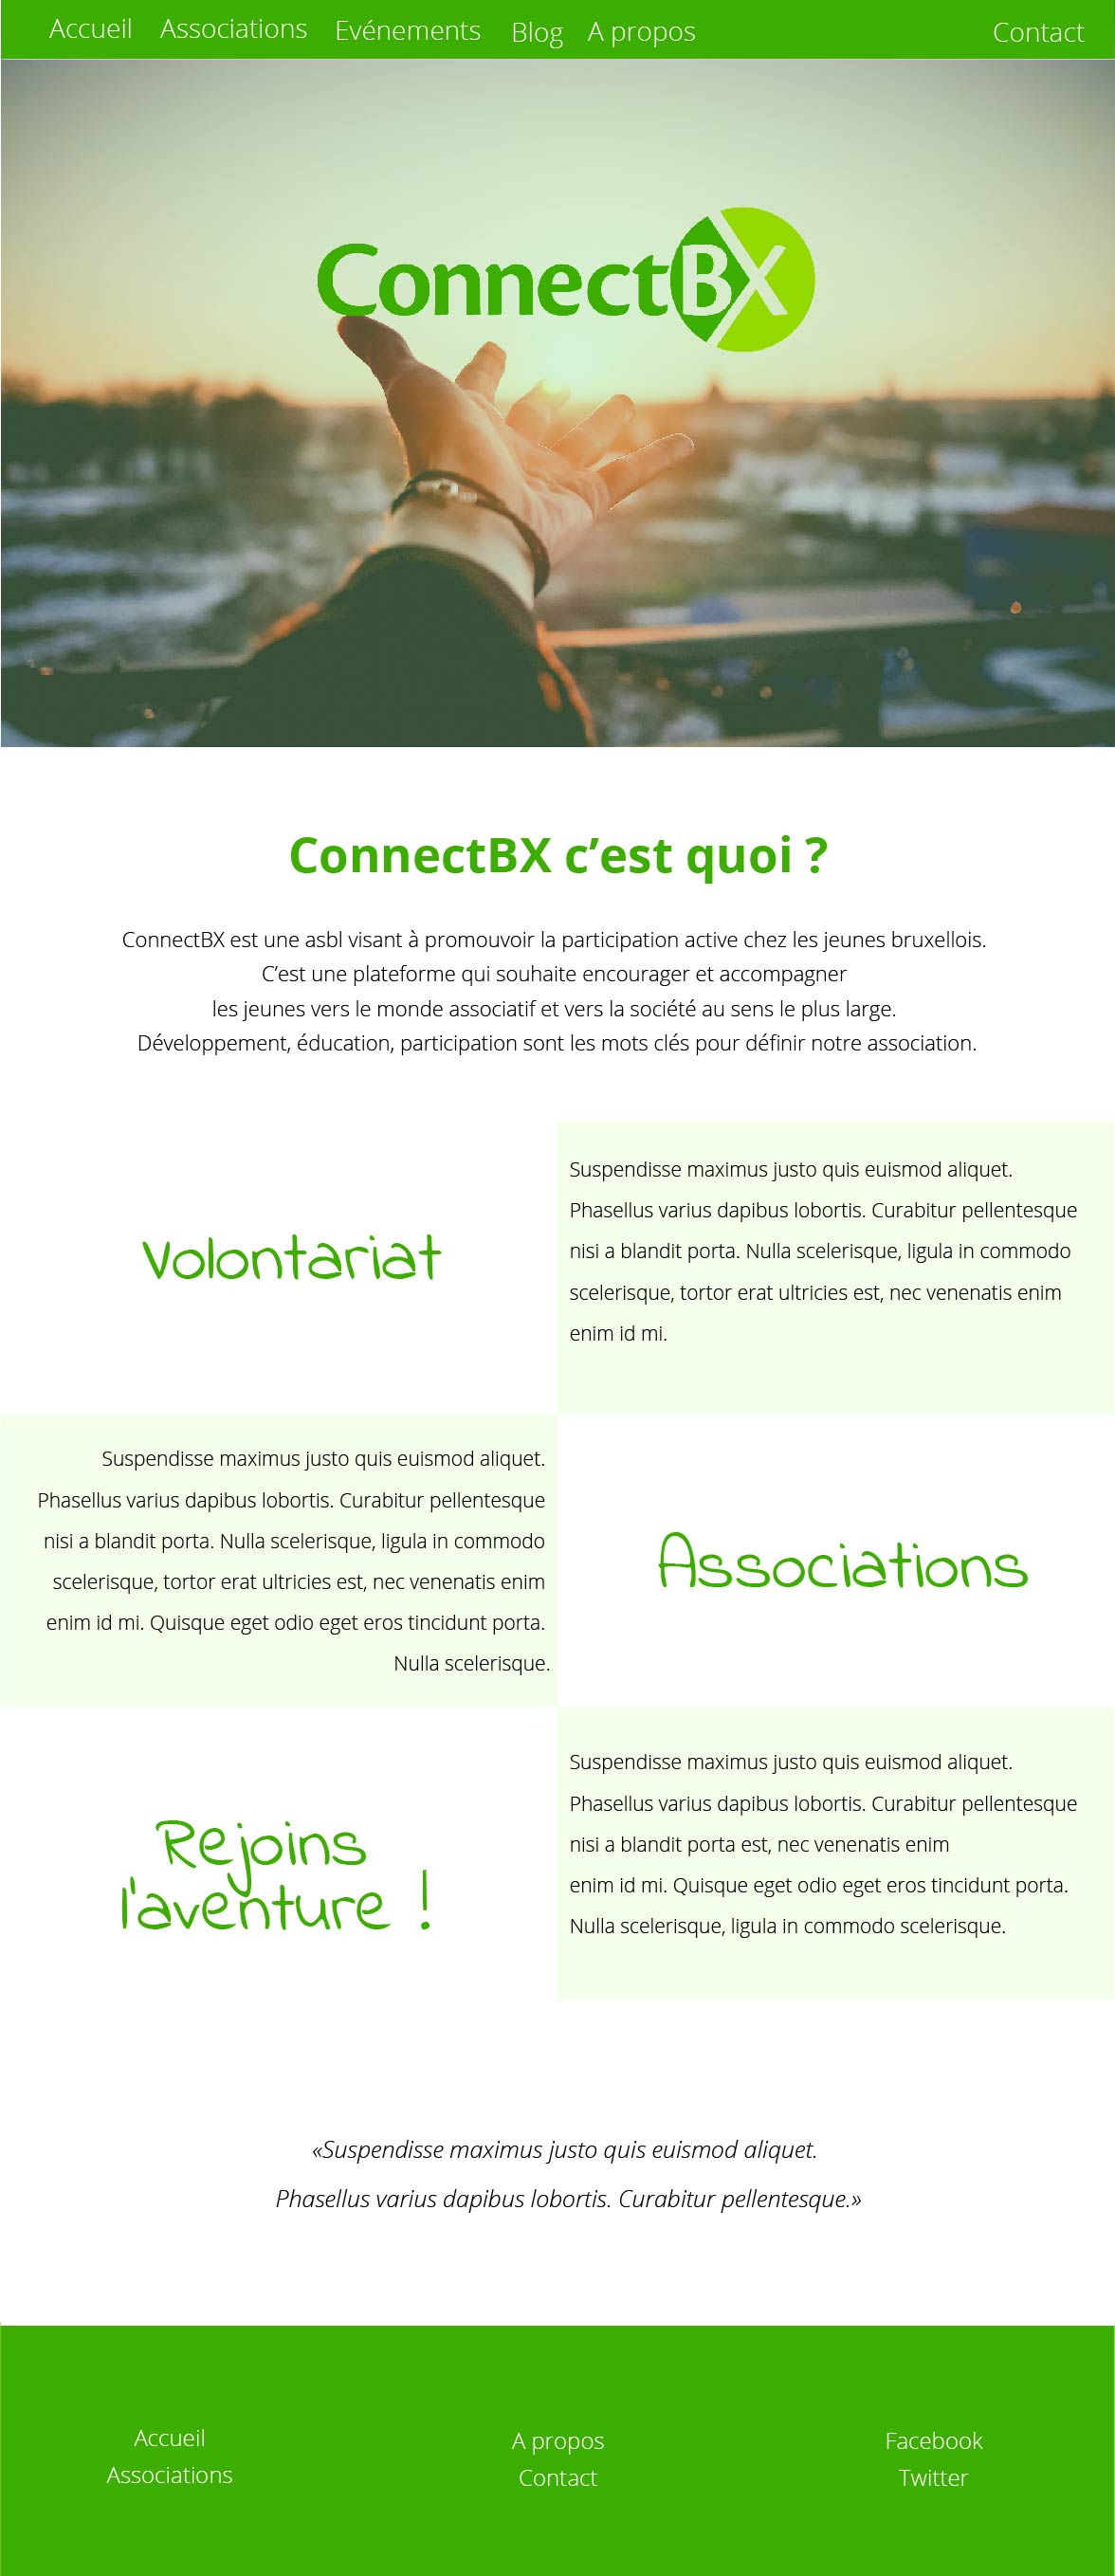 Accueil Associations Evénements Blog A propos Contact
ConnectBX
ConnectBX c’est quoi ?
ConnectBX est une asbl visant à promouvoir la participation active chez les jeunes bruxellois.
C’est une plateforme qui souhaite encourager et accompagner
les jeunes vers le monde associatif et vers la société au sens le plus large.
Développement, éducation, participation sont les mots clés pour définir notre association.
Volontariat
Suspendisse maximus justo quis euismod aliquet.
Phasellus varius dapibus lobortis. Curabitur pellentesque
nisi a blandit porta. Nulla scelerisque, ligula in commodo
scelerisque, tortor erat ultricies est, nec venenatis enim
enim id mi.
Suspendisse maximus justo quis euismod aliquet.
Phasellus varius dapibus lobortis. Curabitur pellentesque
nisi a blandit porta. Nulla scelerisque, ligula in commodo
scelerisque, tortor erat ultricies est, nec venenatis enim
enim id mi. Quisque eget odio eget eros tincidunt porta.
Nulla scelerisque.
Associations
Rejoins
l'aventure !
Suspendisse maximus justo quis euismod aliquet.
Phasellus varius dapibus lobortis. Curabitur pellentesque
nisi a blandit porta est, nec venenatis enim
enim id mi. Quisque eget odio eget eros tincidunt porta.
Nulla scelerisque, ligula in commodo scelerisque.
«Suspendisse maximus justo quis euismod aliquet.
Phasellus varius dapibus lobortis. Curabitur pellentesque.»
Accueil
Associations
A propos
Contact
Facebook
Twitter